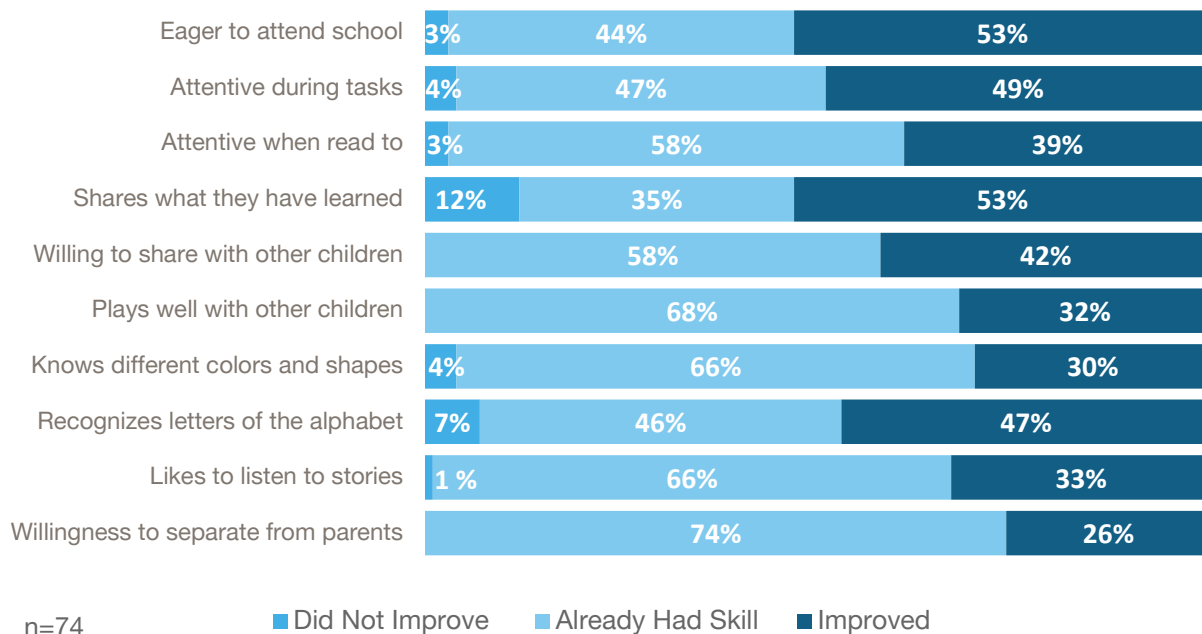 Eager to attend school 3% 44% 53%
Attentive during tasks 4% 47% 49%
Attentive when read to 3% 58% 39%
Shares what they have learned 12% 35% 53%
Willing to share with other children 58% 42%
Plays well with other children 68% 32%
Knows different colors and shapes 4% 66% 30%
Recognizes letters of the alphabet 7% 46% 47%
Likes to listen to stories 1 % 66% 33%
Willingness to separate from parents 74% 26%
n=74 Did Not Improve Already Had Skill Improved